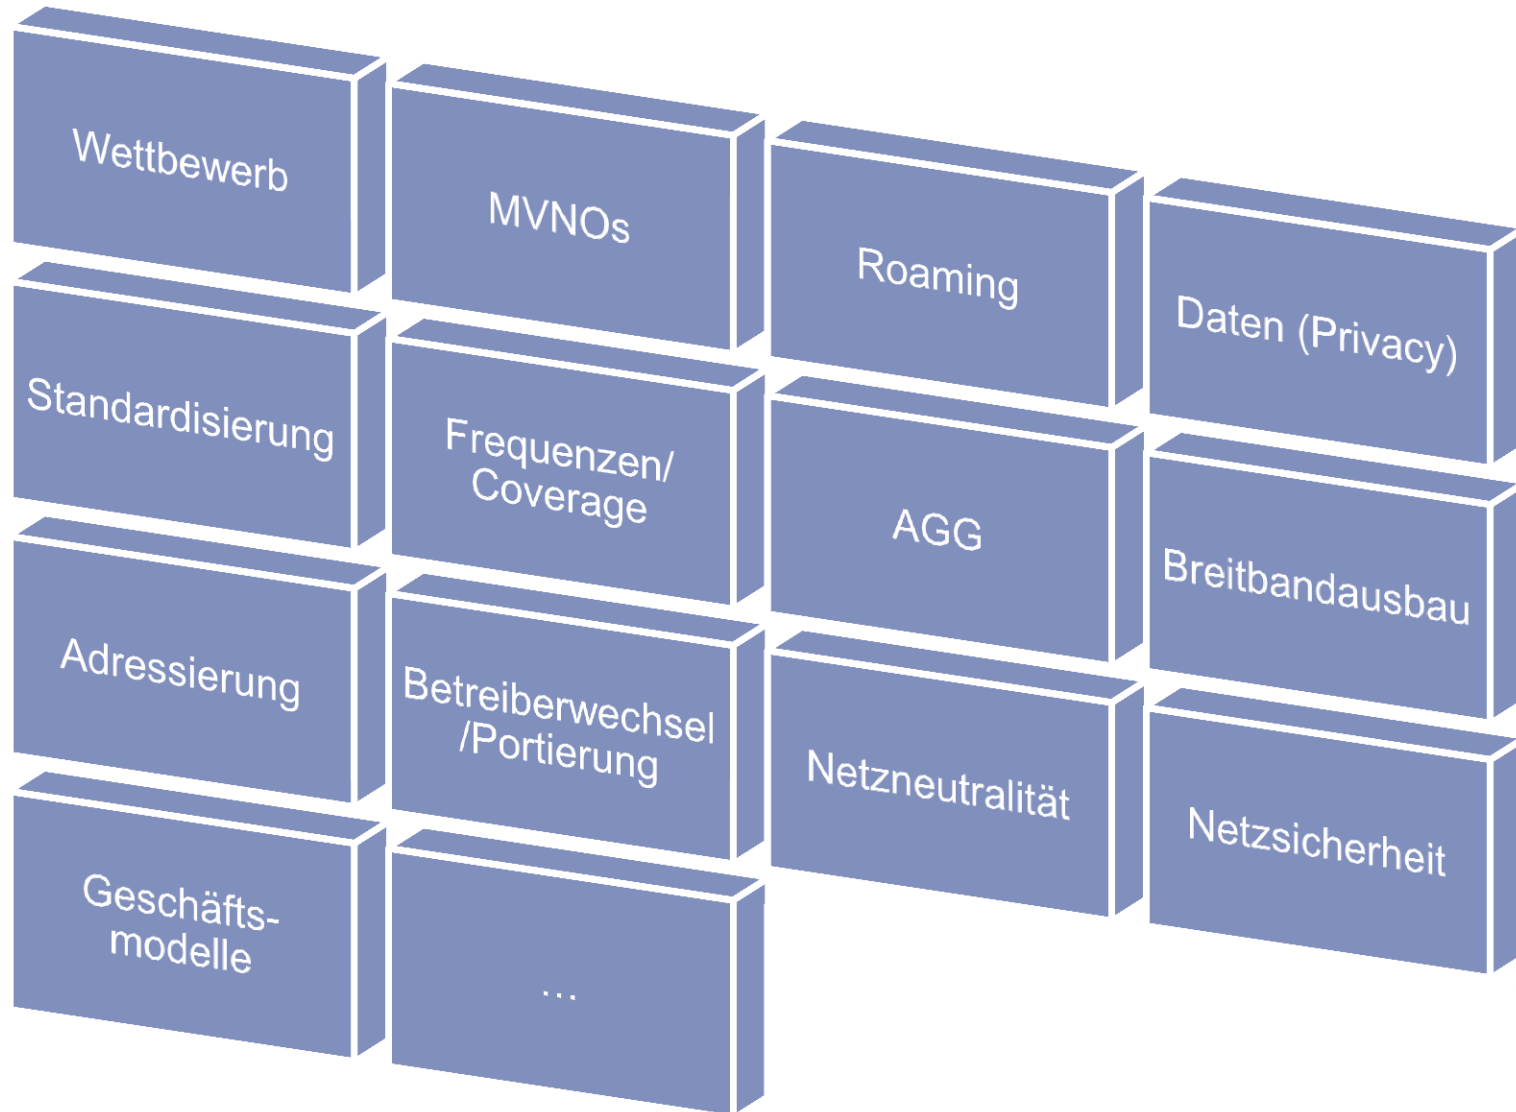 Wettbewerb
MVNOs
Roaming
Daten (Privacy)
Standardisierung
Frequenzen/
Coverage
AGG
Breitbandausbau
Adressierung
Betreiberwechsel
/Portierung
Netzneutralität
Netzsicherheit
Geschäfts-
modelle
...